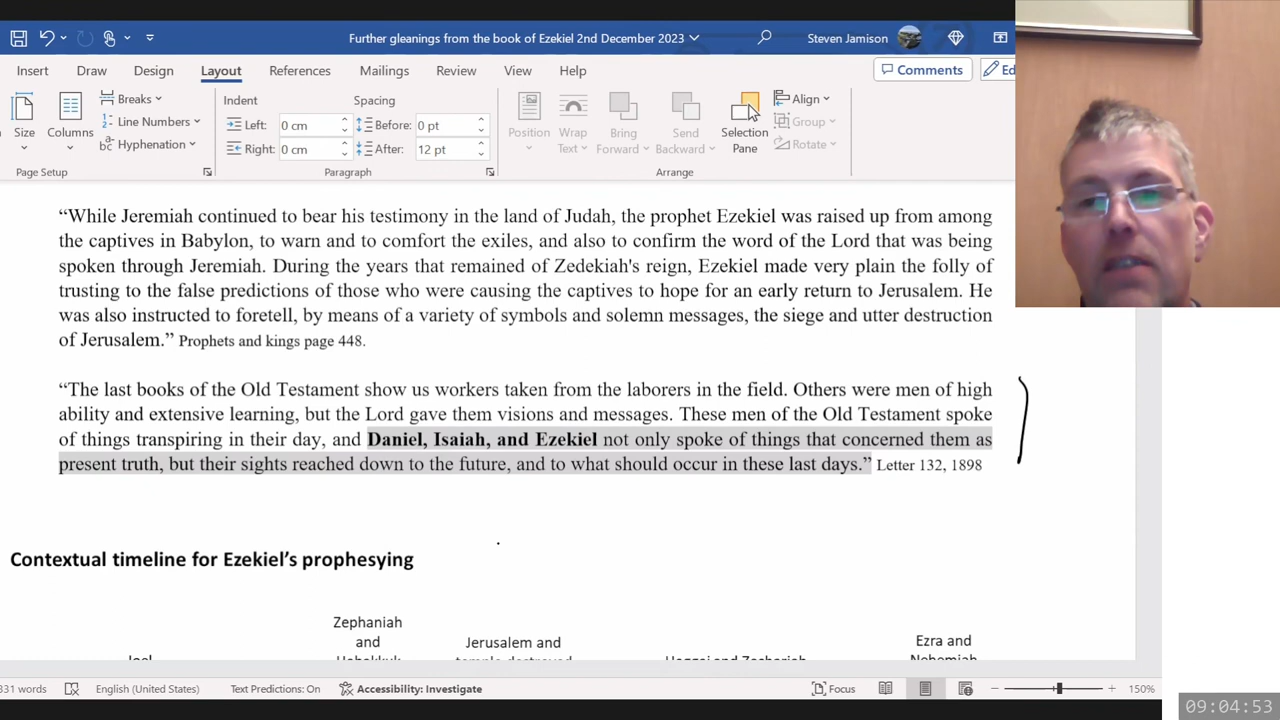 Further gleanings from the book of Ezekiel 2nd December 2023
Steven Jamison
Insert Draw Design Layout References Mailings Review View Help
Comments
Size
Columns
Breaks
Line Numbers
Hyphenation
Page Setup
Indent
Left: 0 cm
Right: 0 cm
Spacing
Before: 0 pt
After: 12 pt
Paragraph
Position
Wrap
Text
Bring
Forward
Send
Backward
Selection
Pane
Align
Group
Rotate
Arrange
“While Jeremiah continued to bear his testimony in the land of Judah, the prophet Ezekiel was raised up from among
the captives in Babylon, to warn and to comfort the exiles, and also to confirm the word of the Lord that was being
spoken through Jeremiah. During the years that remained of Zedekiah's reign, Ezekiel made very plain the folly of
trusting to the false predictions of those who were causing the captives to hope for an early return to Jerusalem. He
was also instructed to foretell, by means of a variety of symbols and solemn messages, the siege and utter destruction
of Jerusalem.” Prophets and kings page 448.
“The last books of the Old Testament show us workers taken from the laborers in the field. Others were men of high
ability and extensive learning, but the Lord gave them visions and messages. These men of the Old Testament spoke
of things transpiring in their day, and Daniel, Isaiah, and Ezekiel not only spoke of things that concerned them as
present truth, but their sights reached down to the future, and to what should occur in these last days.” Letter 132, 1898
Contextual timeline for Ezekiel’s prophesying
Zephaniah
and
Jerusalem and
Ezra and
331 words English (United States) Text Predictions: On Accessibility: Investigate Focus 150%
09:04:53